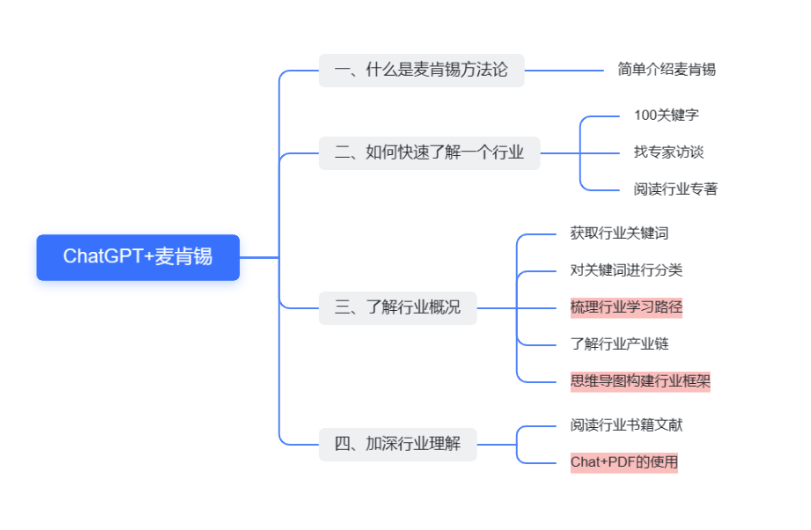 ChatGPT+麦肯锡
一、什么是麦肯锡方法论
简单介绍麦肯锡
二、如何快速了解一个行业
100关键字
找专家访谈
阅读行业专著
三、了解行业概况
获取行业关键词
对关键词进行分类
梳理行业学习路径
了解行业产业链
思维导图构建行业框架
四、加深行业理解
阅读行业书籍文献
Chat+PDF的使用